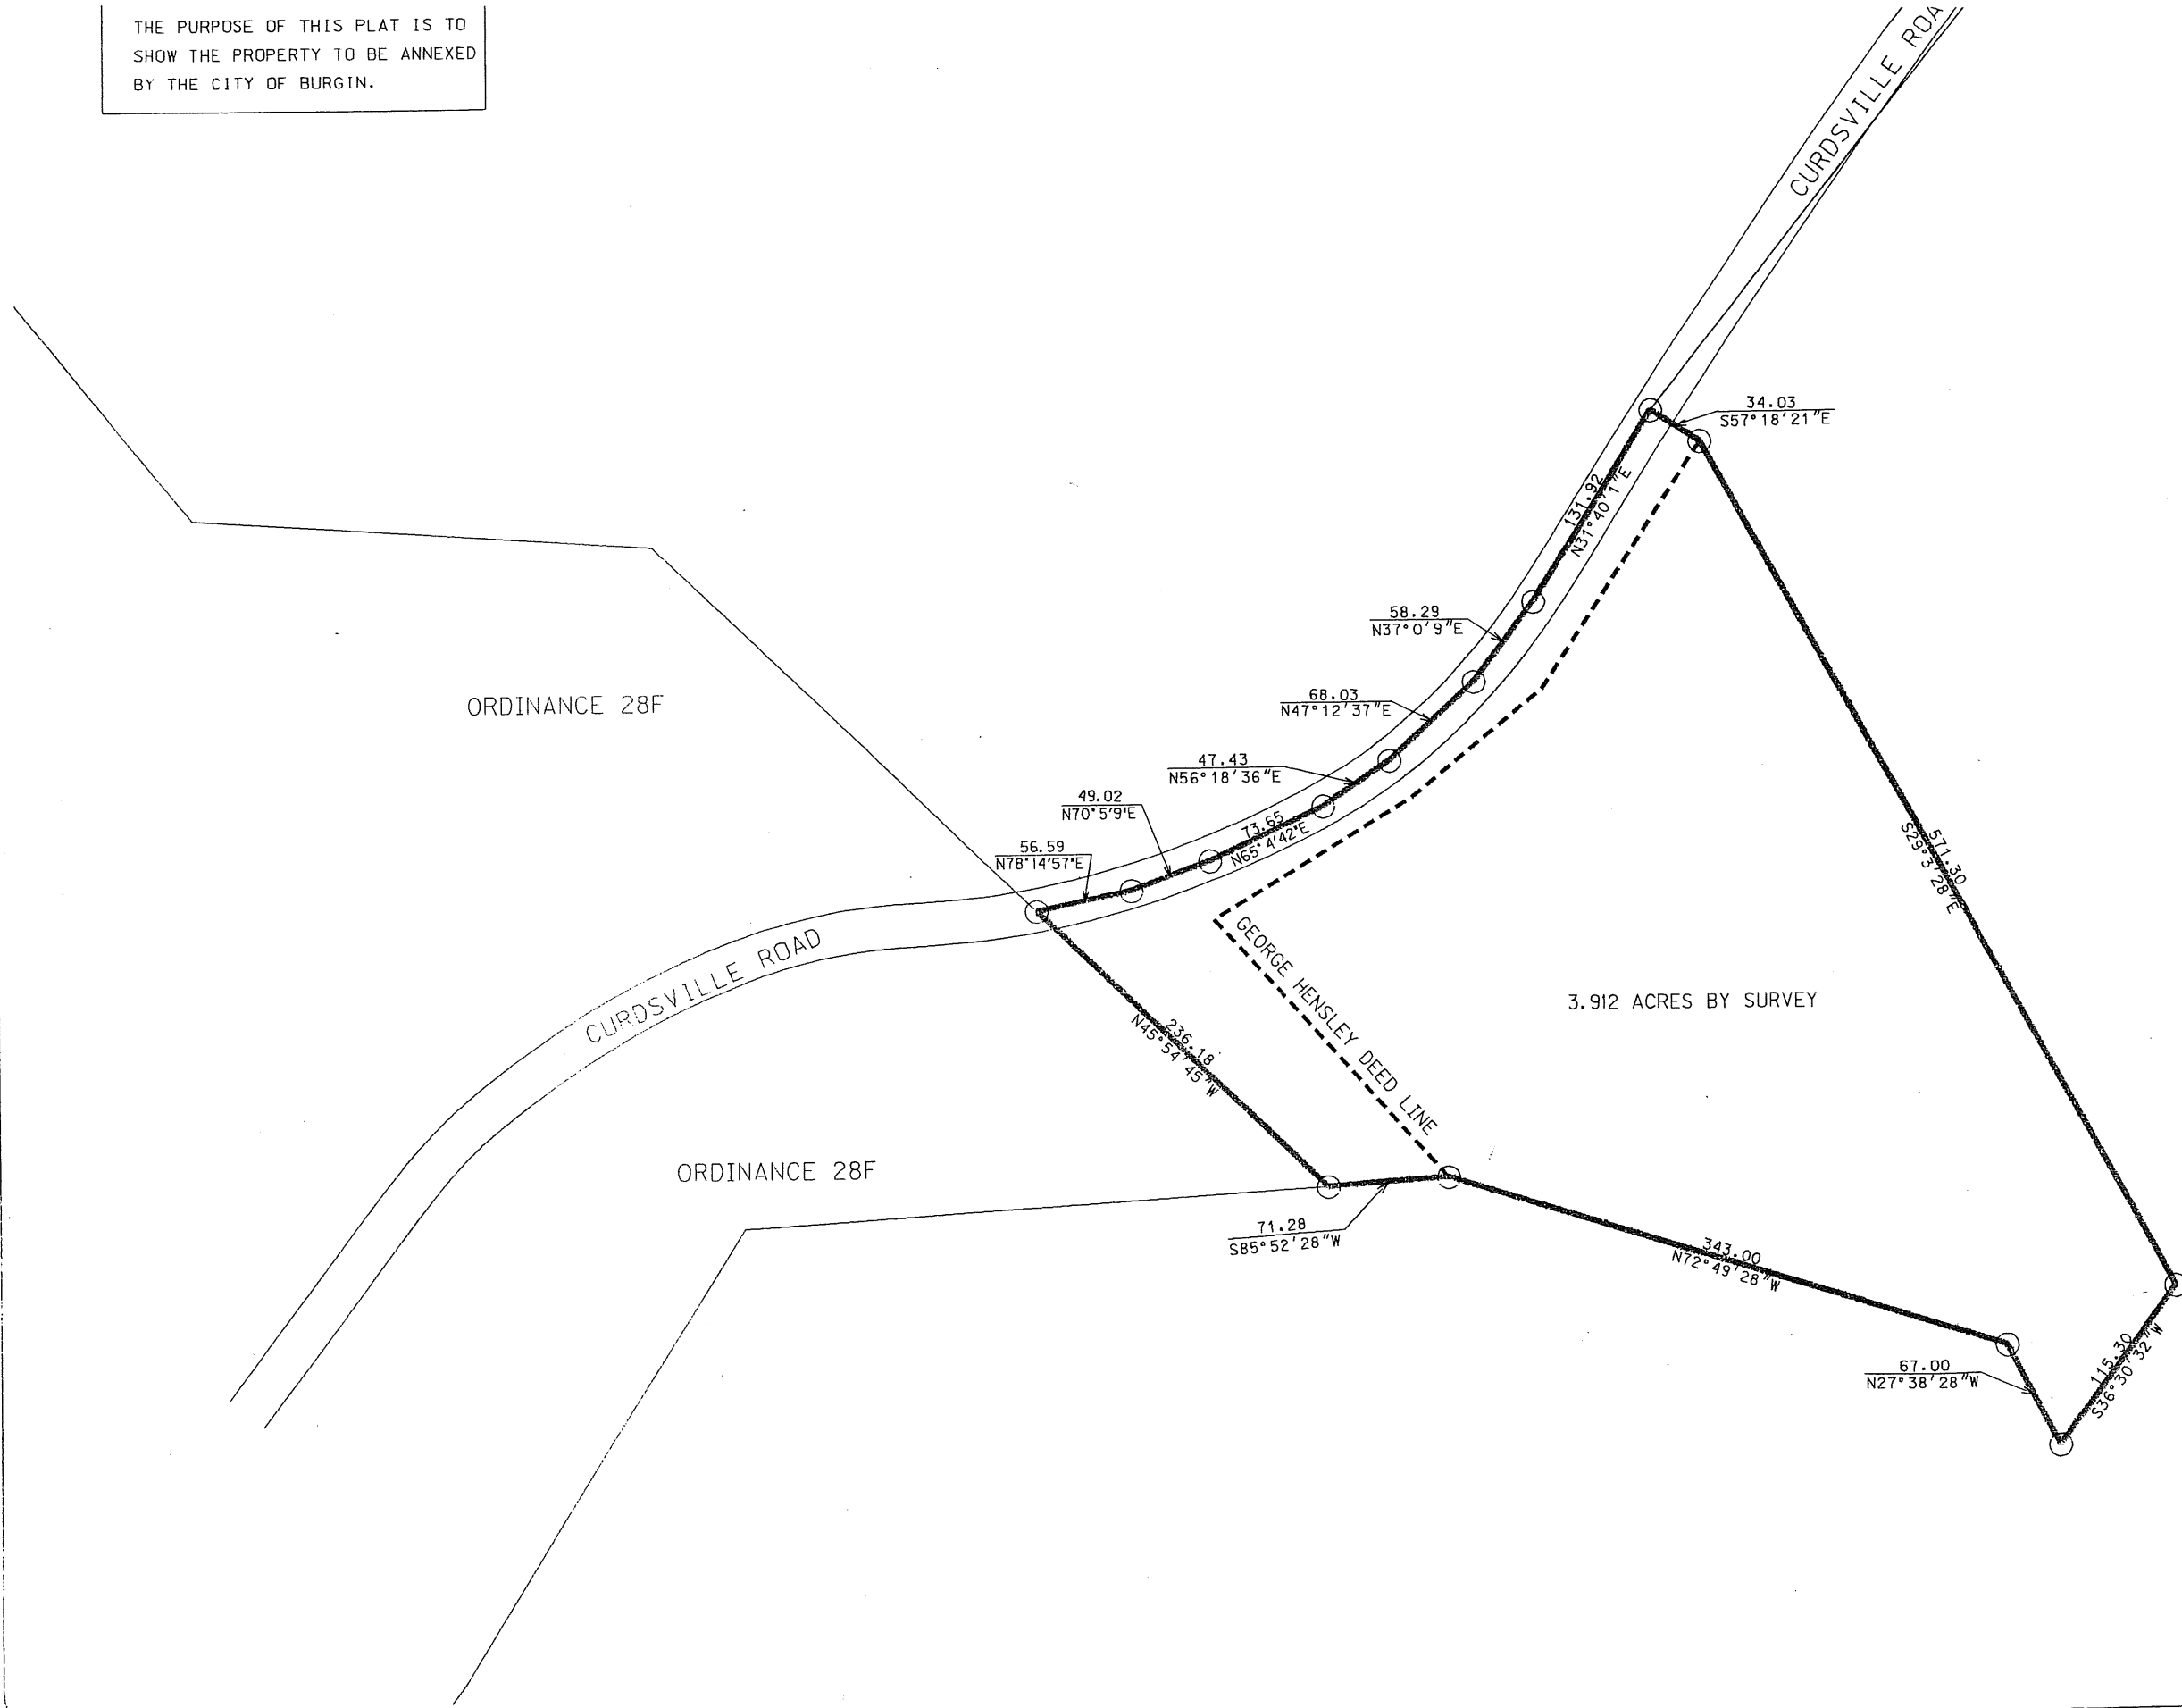 THE PURPOSE OF THIS PLAT IS TO
SHOW THE PROPERTY TO BE ANNEXED
BY THE CITY OF BURGIN.
CURDSVILLE ROA
34.03
S57°18'21"E
131.92
N31°40'1"E
58.29
N37°0'9"E
ORDINANCE 28F
68.03
N47°12'37"E
47.43
N56°18'36"E
49.02
N70°5'9"E
73.65
N65°4'42"E
56.59
N78°14'57"E
571.30
S29°3'28"E
CURDSVILLE ROAD
GEORGE HENSLEY DEED LINE
3.912 ACRES BY SURVEY
236.18
N45°54'45"W
ORDINANCE 28F
71.28
S85°52'28"W
343.00
N72°49'28"W
115.30
S36°30'32"W
67.00
N27°38'28"W